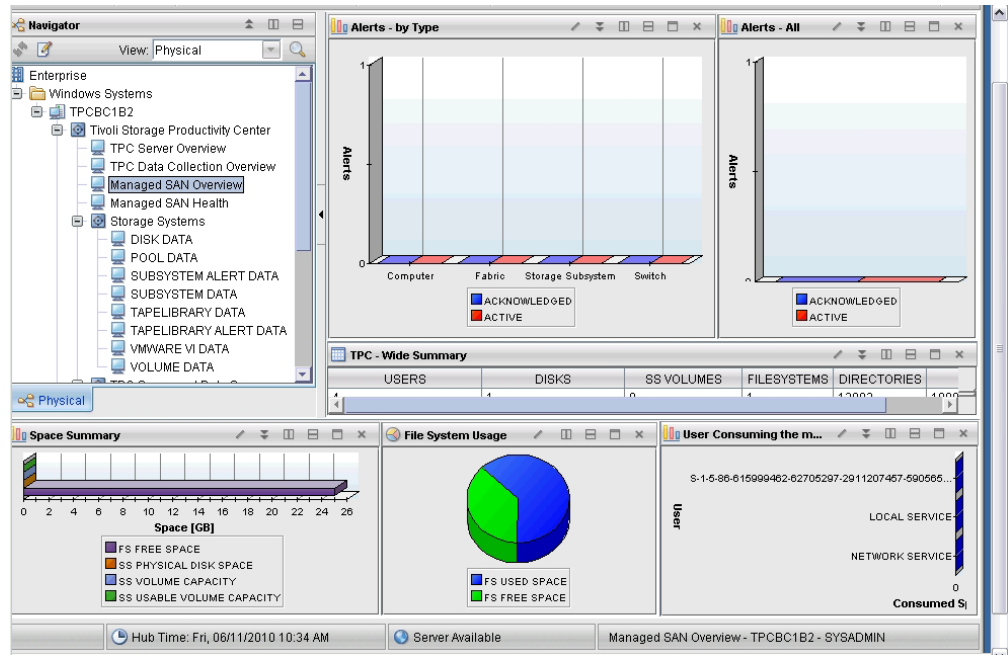 Navigator
View: Physical
Enterprise
Windows Systems
TPCBC1B2
Tivoli Storage Productivity Center
TPC Server Overview
TPC Data Collection Overview
Managed SAN Overview
Managed SAN Health
Storage Systems
DISK DATA
POOL DATA
SUBSYSTEM ALERT DATA
SUBSYSTEM DATA
TAPELIBRARY DATA
TAPELIBRARY ALERT DATA
VMWARE VI DATA
VOLUME DATA
Physical
Alerts - by Type
1
Alerts
0
Computer Fabric Storage Subsystem Switch
ACKNOWLEDGED
ACTIVE
Alerts - All
1
Alerts
ACKNOWLEDGED
ACTIVE
TPC - Wide Summary
USERS DISKS SS VOLUMES FILESYSTEMS DIRECTORIES
Space Summary
0 2 4 6 8 10 12 14 16 18 20 22 24 26
Space [GB]
FS FREE SPACE
SS PHYSICAL DISK SPACE
SS VOLUME CAPACITY
SS USABLE VOLUME CAPACITY
File System Usage
FS USED SPACE
FS FREE SPACE
User Consuming the m...
User
S-1-5-86-615999462-62705297-2911207457-590565...
LOCAL SERVICE
NETWORK SERVICE
0
Consumed S
Hub Time: Fri, 06/11/2010 10:34 AM
Server Available
Managed SAN Overview - TPCBC1B2 - SYSADMIN